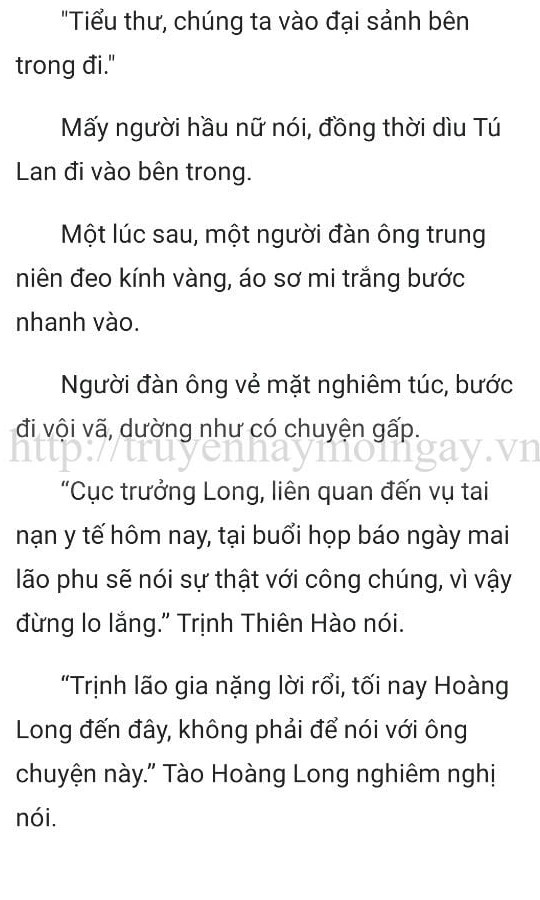 "Tiểu thư, chúng ta vào đại sảnh bên
trong đi."
Mấy người hầu nữ nói, đồng thời dìu Tú
Lan đi vào bên trong.
Một lúc sau, một người đàn ông trung
niên đeo kính vàng, áo sơ mi trắng bước
nhanh vào.
Người đàn ông vẻ mặt nghiêm túc, bước
đi vội vã, dường như có chuyện gấp.
http://truyenhaymoingay.vn
“Cục trưởng Long, liên quan đến vụ tai
nạn y tế hôm nay, tại buổi họp báo ngày mai
lão phu sẽ nói sự thật với công chúng, vì vậy
đừng lo lắng.” Trịnh Thiên Hào nói.
“Trịnh lão gia nặng lời rổi, tối nay Hoàng
Long đến đây, không phải để nói với ông
chuyện này.” Tào Hoàng Long nghiêm nghị
nói.